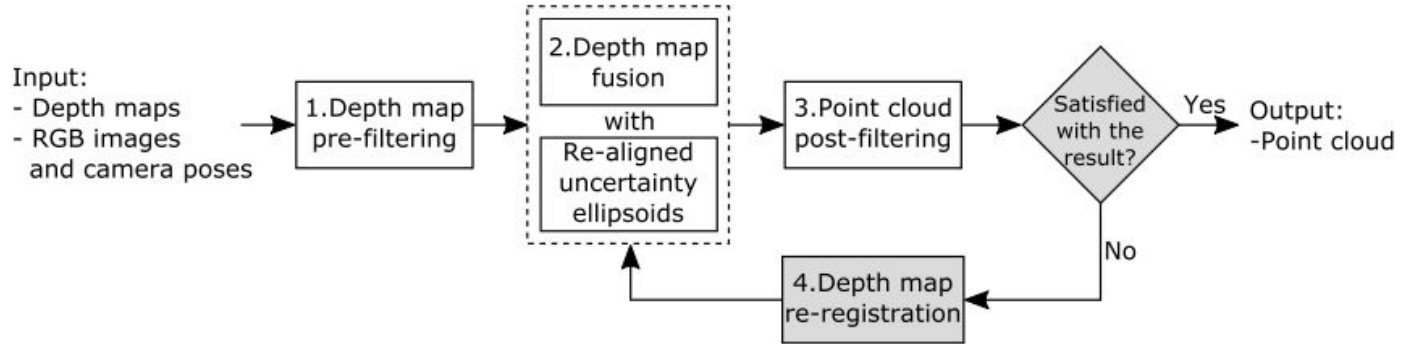 Input:
- Depth maps
- RGB images
and camera poses
1.Depth map
pre-filtering
2.Depth map
fusion
with
Re-aligned
uncertainty
ellipsoids
3.Point cloud
post-filtering
Satisfied
with the
result?
Yes
Output:
-Point cloud
No
4.Depth map
re-registration